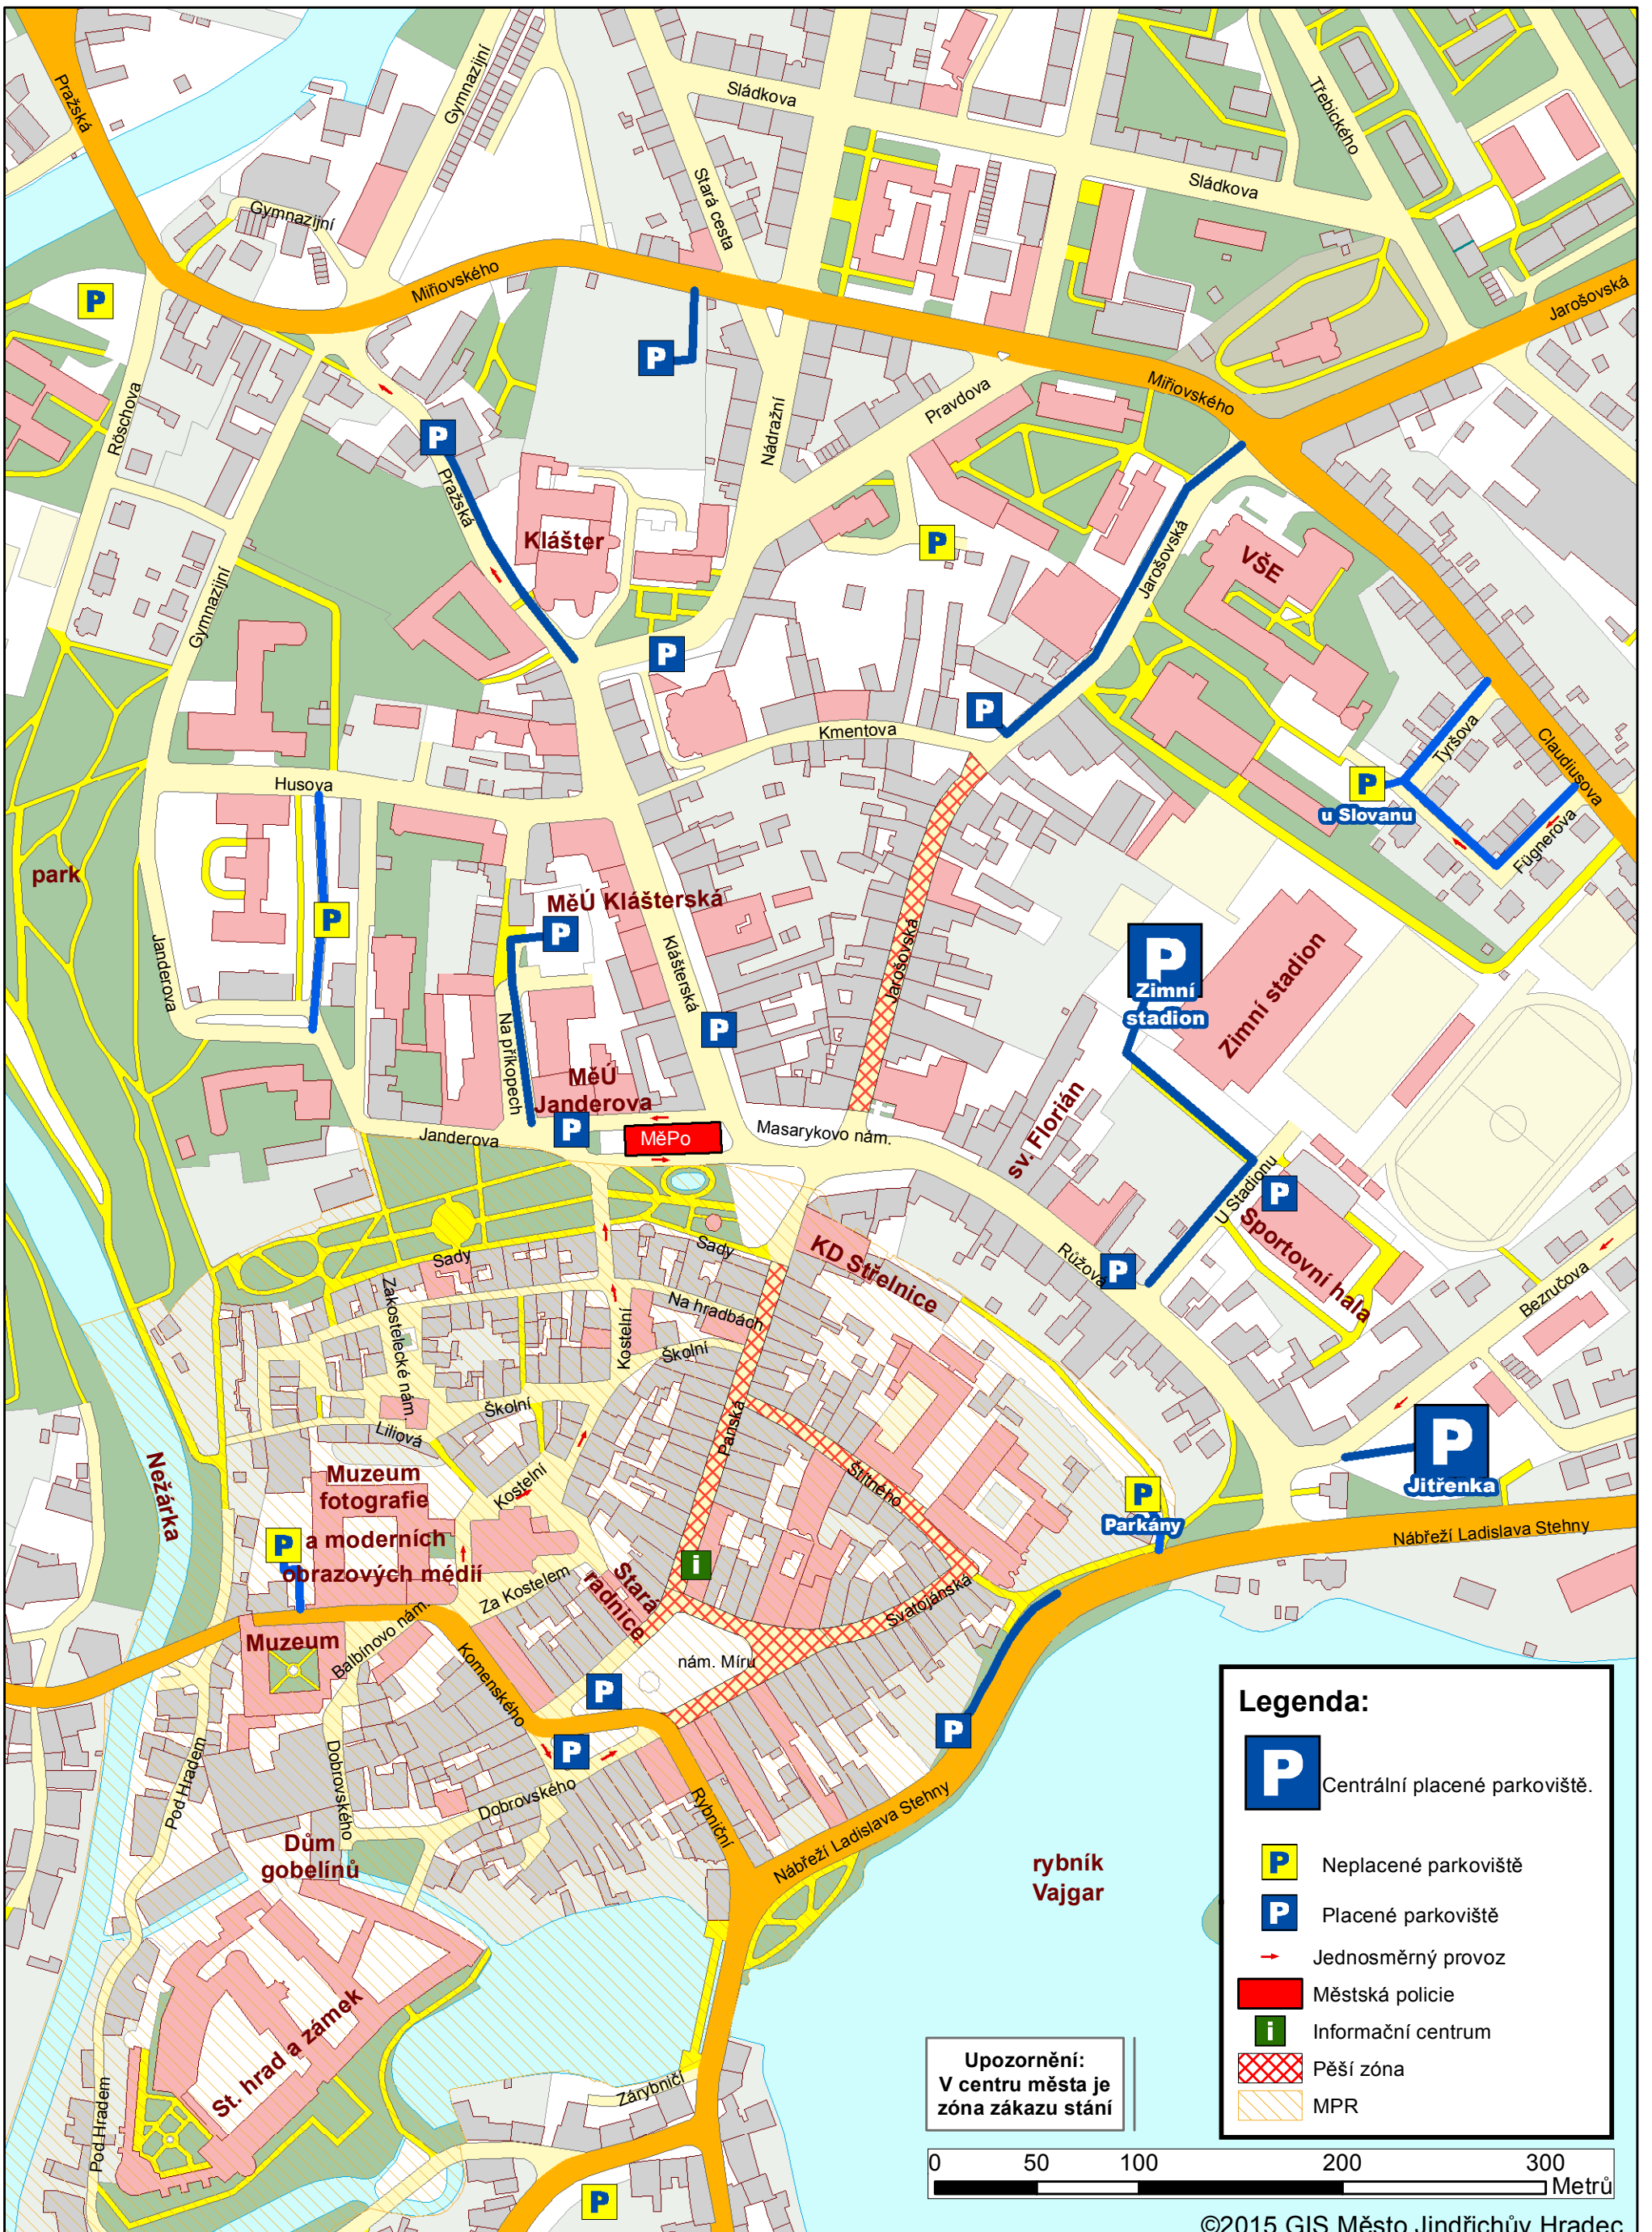 Pražská
Gymnazijní
Sládkova
Třebického
Stará cesta
Sládkova
Gymnazijní
Miřiovského
Jarošovská
P
P
Miřiovského
Pravdova
Röschova
Nádražní
P
Pražská
Klášter
P
VŠE
Jarošovská
Gymnazijní
P
P
Kmentova
Tyršova
Claudiusova
Husova
P
u Slovanu
Fügnerova
park
MěÚ Klášterská
P
P
Janderova
Klášterská
Jarošovská
P
Zimní
stadion
Zimní stadion
P
Na příkopech
MěÚ
Janderova
sv. Florián
P
MěPo
Masarykovo nám.
Janderova
U Stadionu
P
Sportovní hala
Sady
Sady
KD Střelnice
Růžová
P
Bezručova
Zakostelecké nám.
Na hradbách
Kostelní
Školní
Školní
Panská
Liliová
P
Jitřenka
Nežárka
Muzeum
fotografie
a moderních
obrazových médií
Kostelní
Štítného
P
Parkány
Nábřeží Ladislava Stehny
P
i
Stará
radnice
Za Kostelem
Svatojánská
Balbínovo nám.
Muzeum
Komenského
nám. Míru
P
P
P
Pod Hradem
Dobrovského
Dobrovského
Rybniční
Nábřeží Ladislava Stehny
Dům
gobelínů
rybník
Vajgar
St. hrad a zámek
Pod Hradem
Zárybničí
P
Legenda:
P Centrální placené parkoviště.
P Neplacené parkoviště
P Placené parkoviště
Jednosměrný provoz
Městská policie
i Informační centrum
Pěší zóna
MPR
Upozornění:
V centru města je
zóna zákazu stání
0 50 100 200 300
Metrů
©2015 GIS Město Jindřichův Hradec